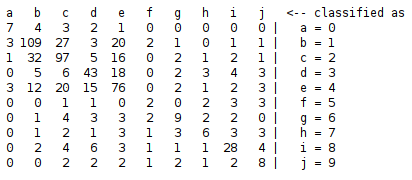 a b c d e f g h i j <-- classified as
7 4 3 2 1 0 0 0 0 0 | a = 0
3 109 27 3 20 2 1 0 1 1 | b = 1
1 32 97 5 16 0 2 1 2 1 | c = 2
0 5 6 43 18 0 2 3 4 3 | d = 3
3 12 20 15 76 0 2 1 2 3 | e = 4
0 0 1 1 0 2 0 2 3 3 | f = 5
0 1 4 3 3 2 9 2 2 0 | g = 6
0 1 2 1 3 1 3 6 3 3 | h = 7
0 2 4 6 3 1 1 1 28 4 | i = 8
0 0 2 2 2 1 2 1 2 8 | j = 9